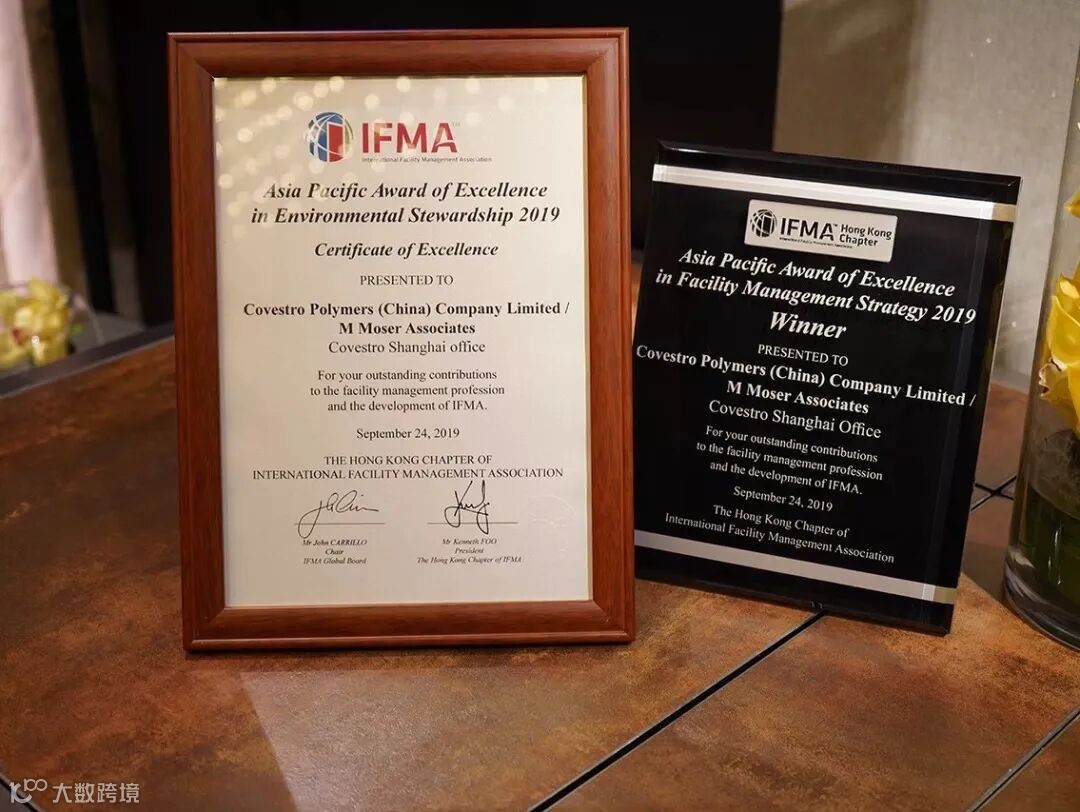 IFMA™
International Facility Management Association
Asia Pacific Award of Excellence
in Environmental Stewardship 2019
Certificate of Excellence
PRESENTED TO
Covestro Polymers (China) Company Limited /
M Moser Associates
Covestro Shanghai office
For your outstanding contributions
to the facility management profession
and the development of IFMA.
September 24, 2019
THE HONG KONG CHAPTER OF
INTERNATIONAL FACILITY MANAGEMENT ASSOCIATION
Mr John CARRILLO
Chair
IFMA Global Board
Mr Kenneth FOO
President
The Hong Kong Chapter of IFMA
IFMA™ Hong Kong
Chapter
International Facility Management Association
Asia Pacific Award of Excellence
in Facility Management Strategy 2019
Winner
PRESENTED TO
Covestro Polymers (China) Company Limited /
M Moser Associates
Covestro Shanghai Office
For your outstanding contributions
to the facility management profession
and the development of IFMA.
September 24, 2019
The Hong Kong Chapter of
International Facility Management Association
大数跨境